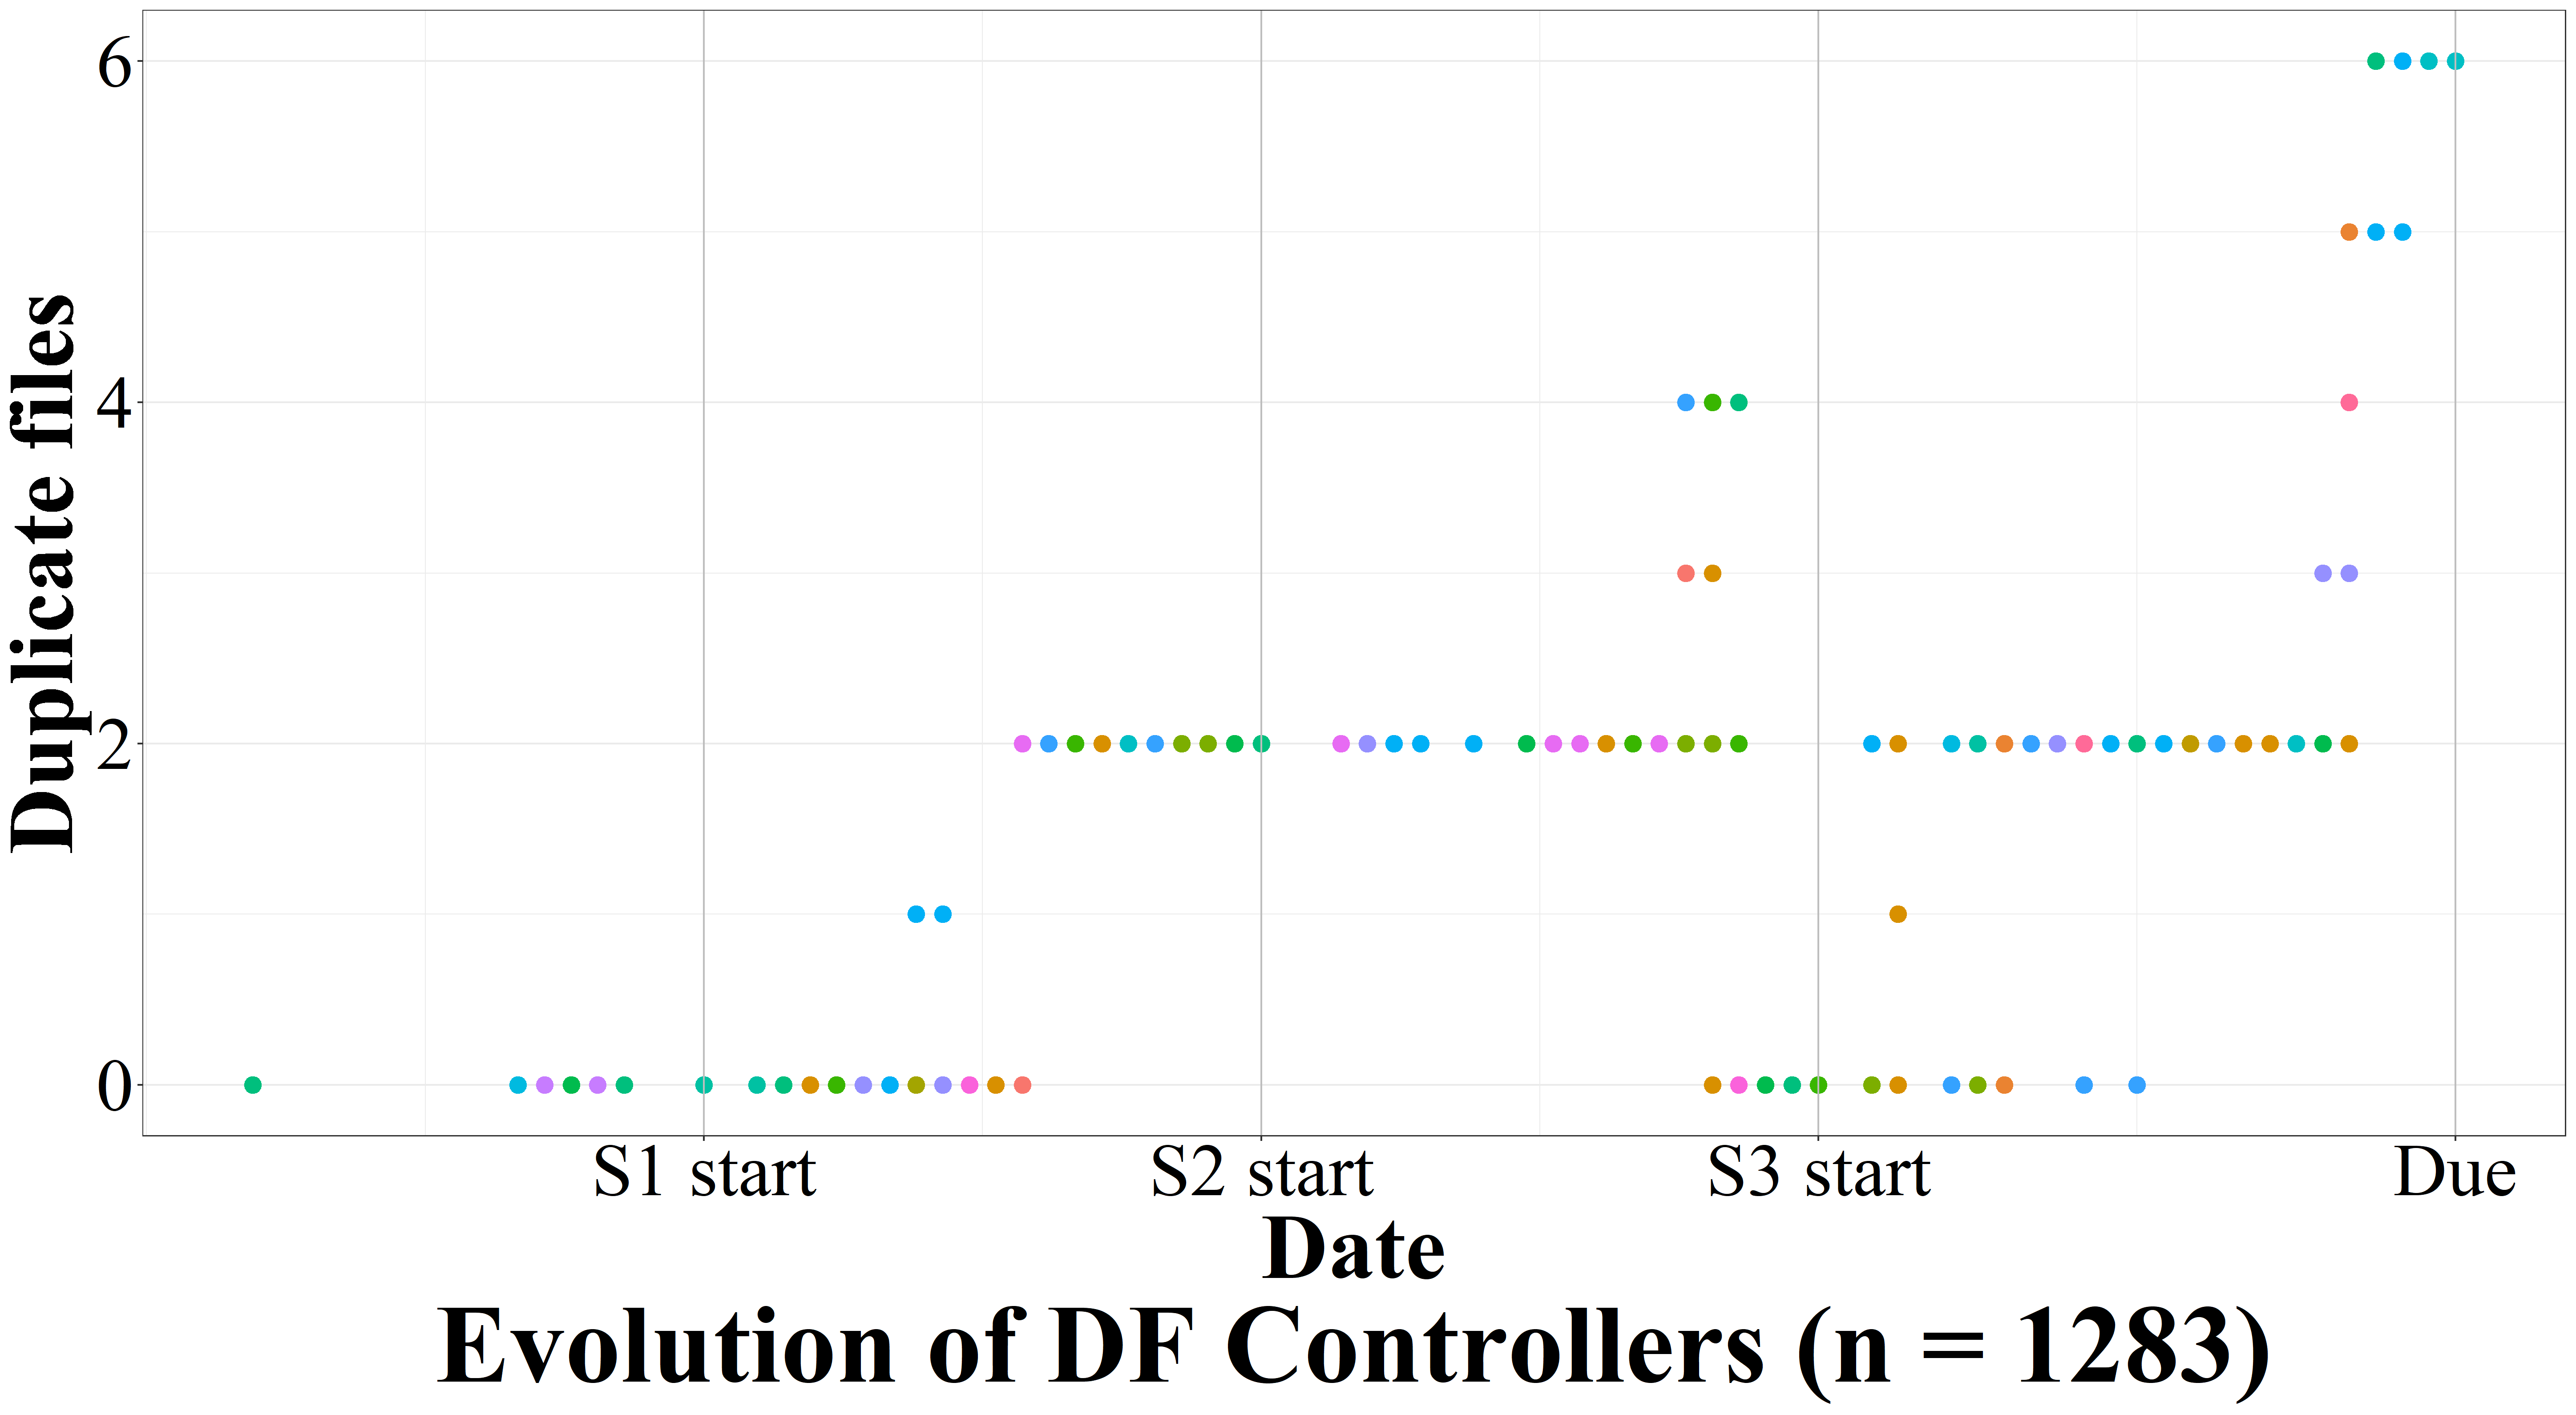 Duplicate files
6
4
2
0
S1 start S2 start S3 start Due
Date
Evolution of DF Controllers (n = 1283)